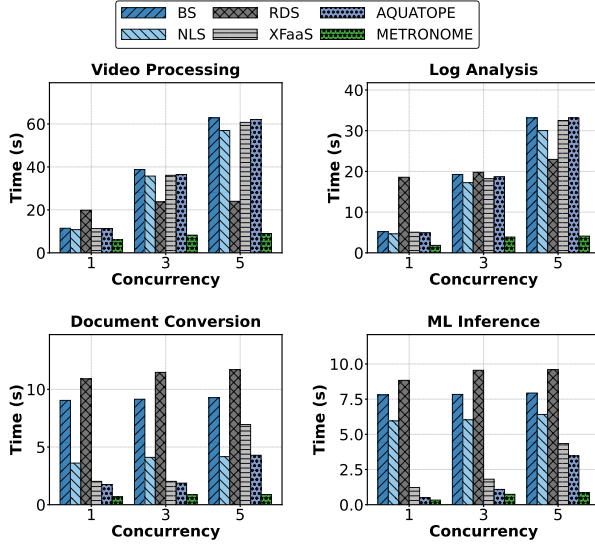 BS RDS AQUATOPE
NLS XFaaS METRONOME
Video Processing
Time (s)
60
40
20
0
1 3 5
Concurrency
Log Analysis
Time (s)
40
30
20
10
0
1 3 5
Concurrency
Document Conversion
Time (s)
10
5
0
1 3 5
Concurrency
ML Inference
Time (s)
10.0
7.5
5.0
2.5
0.0
1 3 5
Concurrency